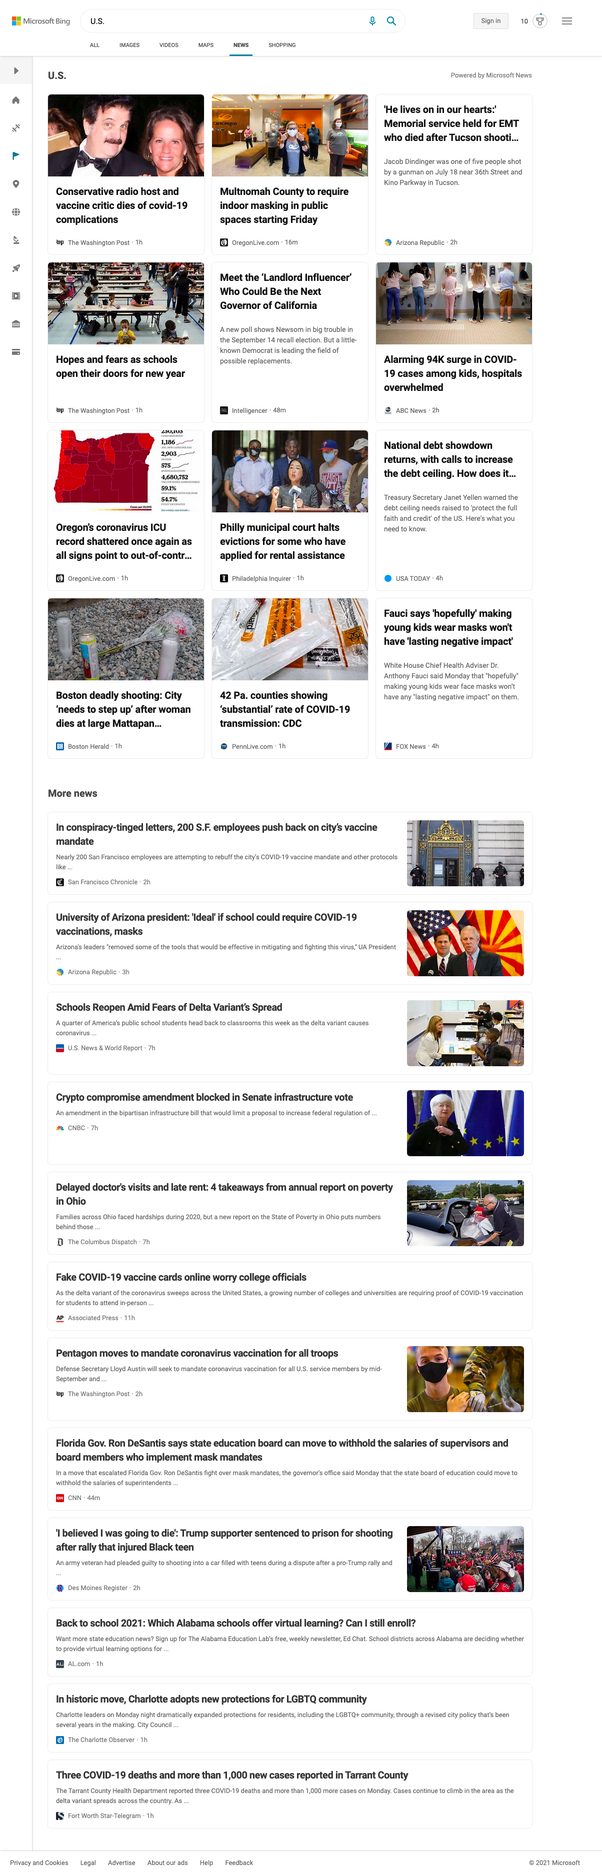 Microsoft Bing
U.S.
Sign in
10
ALL IMAGES VIDEOS MAPS NEWS SHOPPING
U.S.
Powered by Microsoft News
Conservative radio host and
vaccine critic dies of covid-19
complications
The Washington Post · 1h
Multnomah County to require
indoor masking in public
spaces starting Friday
OregonLive.com · 16m
'He lives on in our hearts:'
Memorial service held for EMT
who died after Tucson shooti...
Jacob Dindinger was one of five people shot
by a gunman on July 18 near 36th Street and
Kino Parkway in Tucson.
Arizona Republic · 2h
Hopes and fears as schools
open their doors for new year
The Washington Post · 1h
Meet the ‘Landlord Influencer’
Who Could Be the Next
Governor of California
A new poll shows Newsom in big trouble in
the September 14 recall election. But a little-
known Democrat is leading the field of
possible replacements.
Intelligencer · 48m
Alarming 94K surge in COVID-
19 cases among kids, hospitals
overwhelmed
ABC News · 2h
1,186
2,903
575
4,680,752
59.1%
54.7%
Oregon’s coronavirus ICU
record shattered once again as
all signs point to out-of-contr...
OregonLive.com · 1h
Philly municipal court halts
evictions for some who have
applied for rental assistance
Philadelphia Inquirer · 1h
National debt showdown
returns, with calls to increase
the debt ceiling. How does it...
Treasury Secretary Janet Yellen warned the
debt ceiling needs raised to 'protect the full
faith and credit' of the US. Here's what you
need to know.
USA TODAY · 4h
Boston deadly shooting: City
‘needs to step up’ after woman
dies at large Mattapan...
Boston Herald · 1h
42 Pa. counties showing
‘substantial’ rate of COVID-19
transmission: CDC
PennLive.com · 1h
Fauci says 'hopefully' making
young kids wear masks won't
have 'lasting negative impact'
White House Chief Health Adviser Dr.
Anthony Fauci said Monday that "hopefully"
making young kids wear face masks won't
have any "lasting negative impact" on them.
FOX News · 4h
More news
In conspiracy-tinged letters, 200 S.F. employees push back on city’s vaccine
mandate
Nearly 200 San Francisco employees are attempting to rebuff the city's COVID-19 vaccine mandate and other protocols
like ...
San Francisco Chronicle · 2h
University of Arizona president: 'Ideal' if school could require COVID-19
vaccinations, masks
Arizona's leaders "removed some of the tools that would be effective in mitigating and fighting this virus," UA President
...
Arizona Republic · 3h
Schools Reopen Amid Fears of Delta Variant’s Spread
A quarter of America's public school students head back to classrooms this week as the delta variant causes
coronavirus ...
U.S. News & World Report · 7h
Crypto compromise amendment blocked in Senate infrastructure vote
An amendment in the bipartisan infrastructure bill that would limit a proposal to increase federal regulation of ...
CNBC · 7h
Delayed doctor's visits and late rent: 4 takeaways from annual report on poverty
in Ohio
Families across Ohio faced hardships during 2020, but a new report on the State of Poverty in Ohio puts numbers
behind those ...
The Columbus Dispatch · 7h
Fake COVID-19 vaccine cards online worry college officials
As the delta variant of the coronavirus sweeps across the United States, a growing number of colleges and universities are requiring proof of COVID-19 vaccination
for students to attend in-person ...
AP Associated Press · 11h
Pentagon moves to mandate coronavirus vaccination for all troops
Defense Secretary Lloyd Austin will seek to mandate coronavirus vaccination for all U.S. service members by mid-
September and ...
The Washington Post · 2h
Florida Gov. Ron DeSantis says state education board can move to withhold the salaries of supervisors and
board members who implement mask mandates
In a move that escalated Florida Gov. Ron DeSantis fight over mask mandates, the governor's office said Monday that the state board of education could move to
withhold the salaries of superintendents ...
CNN · 44m
'I believed I was going to die': Trump supporter sentenced to prison for shooting
after rally that injured Black teen
An army veteran had pleaded guilty to shooting into a car filled with teens during a dispute after a pro-Trump rally and
...
Des Moines Register · 2h
Back to school 2021: Which Alabama schools offer virtual learning? Can I still enroll?
Want more state education news? Sign up for The Alabama Education Lab's free, weekly newsletter, Ed Chat. School districts across Alabama are deciding whether
to provide virtual learning options for ...
AL.com · 1h
In historic move, Charlotte adopts new protections for LGBTQ community
Charlotte leaders on Monday night dramatically expanded protections for residents, including the LGBTQ+ community, through a revised city policy that's been
several years in the making. City Council ...
The Charlotte Observer · 1h
Three COVID-19 deaths and more than 1,000 new cases reported in Tarrant County
The Tarrant County Health Department reported three COVID-19 deaths and more than 1,000 more cases on Monday. Cases continue to climb in the area as the
delta variant spreads across the country. As ...
Fort Worth Star-Telegram · 1h
Privacy and Cookies Legal Advertise About our ads Help Feedback
© 2021 Microsoft